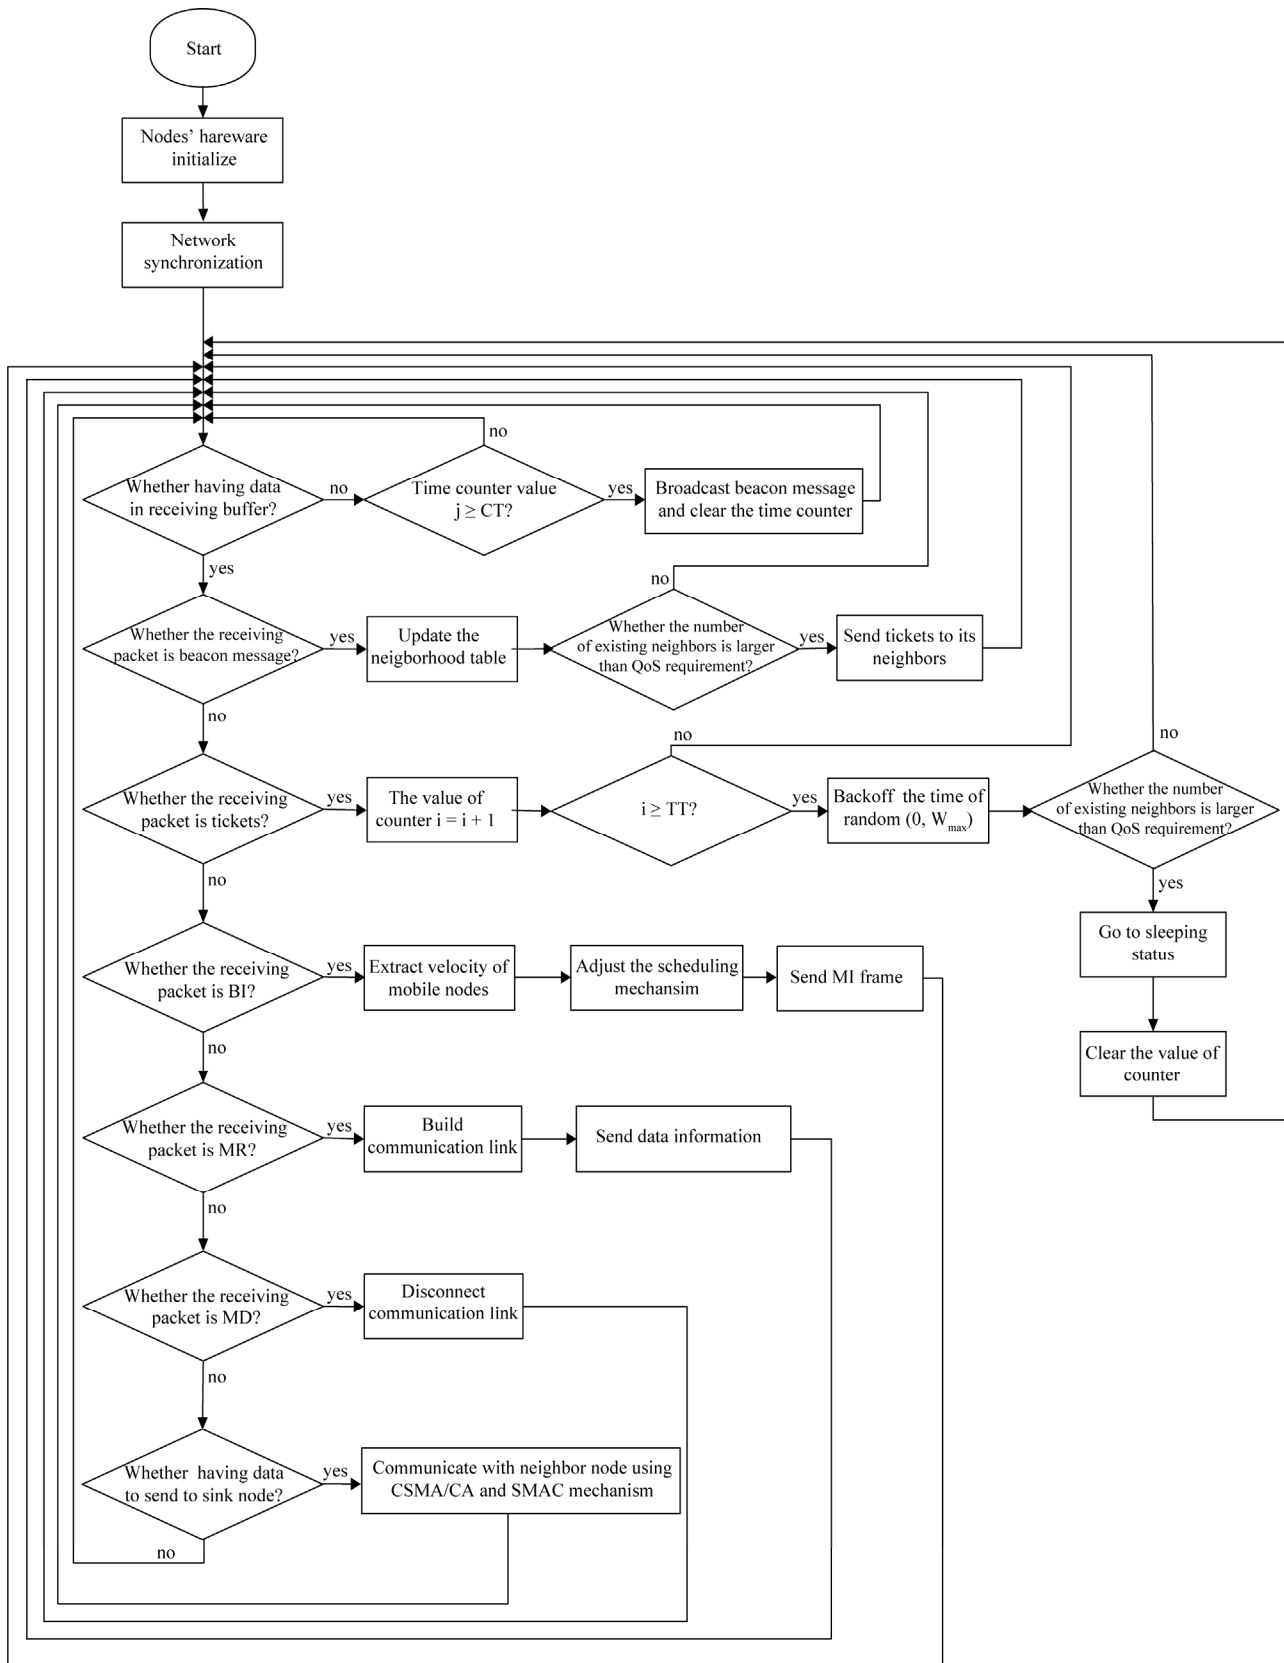 Start
Nodes' hareware
initialize
Network
synchronization
no
Whether having data
in receiving buffer?
no
Time counter value
j ≥ CT?
yes
Broadcast beacon message
and clear the time counter
yes
no
Whether the receiving
packet is beacon message?
yes
Update the
neigborhood table
Whether the number
of existing neighbors is larger
than QoS requirement?
yes
Send tickets to its
neighbors
no
no
no
Whether the receiving
packet is tickets?
yes
The value of
counter i = i + 1
i ≥ TT?
yes
Backoff the time of
random (0, Wmax)
Whether the number
of existing neighbors is larger
than QoS requirement?
no
yes
Go to sleeping
status
Whether the receiving
packet is BI?
yes
Extract velocity of
mobile nodes
Adjust the scheduling
mechansim
Send MI frame
no
Clear the value of
counter
Whether the receiving
packet is MR?
yes
Build
communication link
Send data information
no
Whether the receiving
packet is MD?
yes
Disconnect
communication link
no
Whether having data
to send to sink node?
yes
Communicate with neighbor node using
CSMA/CA and SMAC mechanism
no